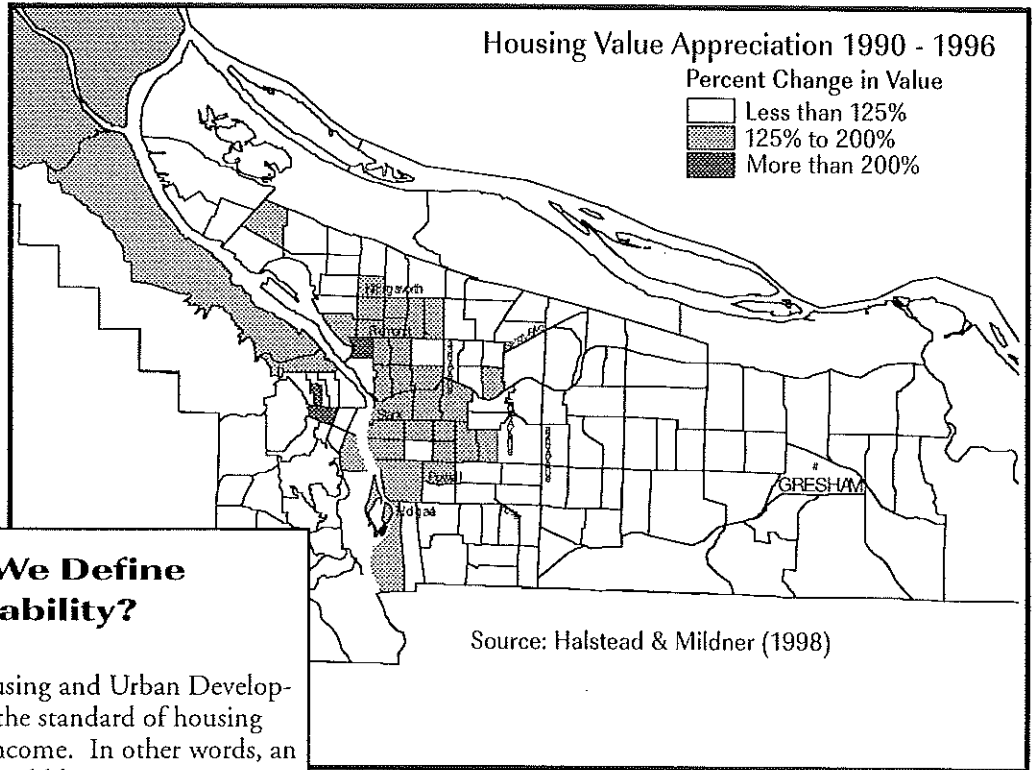 Housing Value Appreciation 1990 - 1996
Percent Change in Value
Less than 125%
125% to 200%
More than 200%
Powell
GRESHAM
We Define
ability?
using and Urban Develop-
the standard of housing
ncome. In other words, an
Source: Halstead & Mildner (1998)